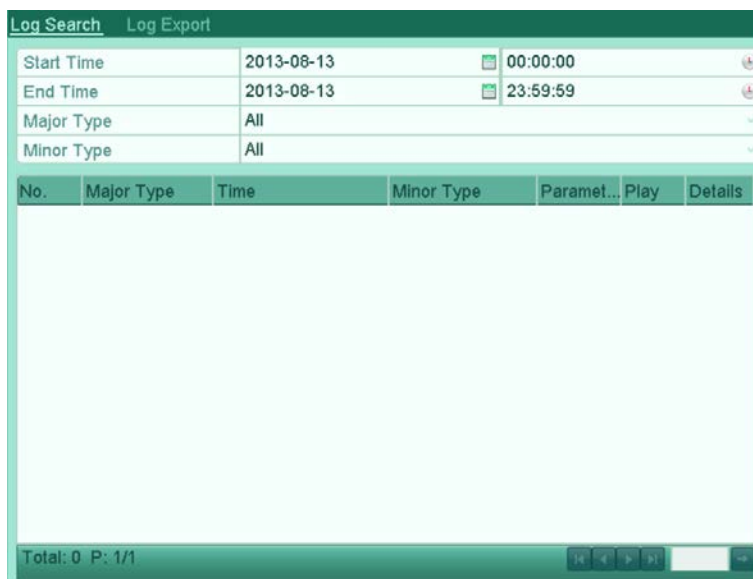 Log Search Log Export
Start Time 2013-08-13 00:00:00
End Time 2013-08-13 23:59:59
Major Type All
Minor Type All
No. Major Type Time Minor Type Paramet... Play Details
Total: 0 P: 1/1